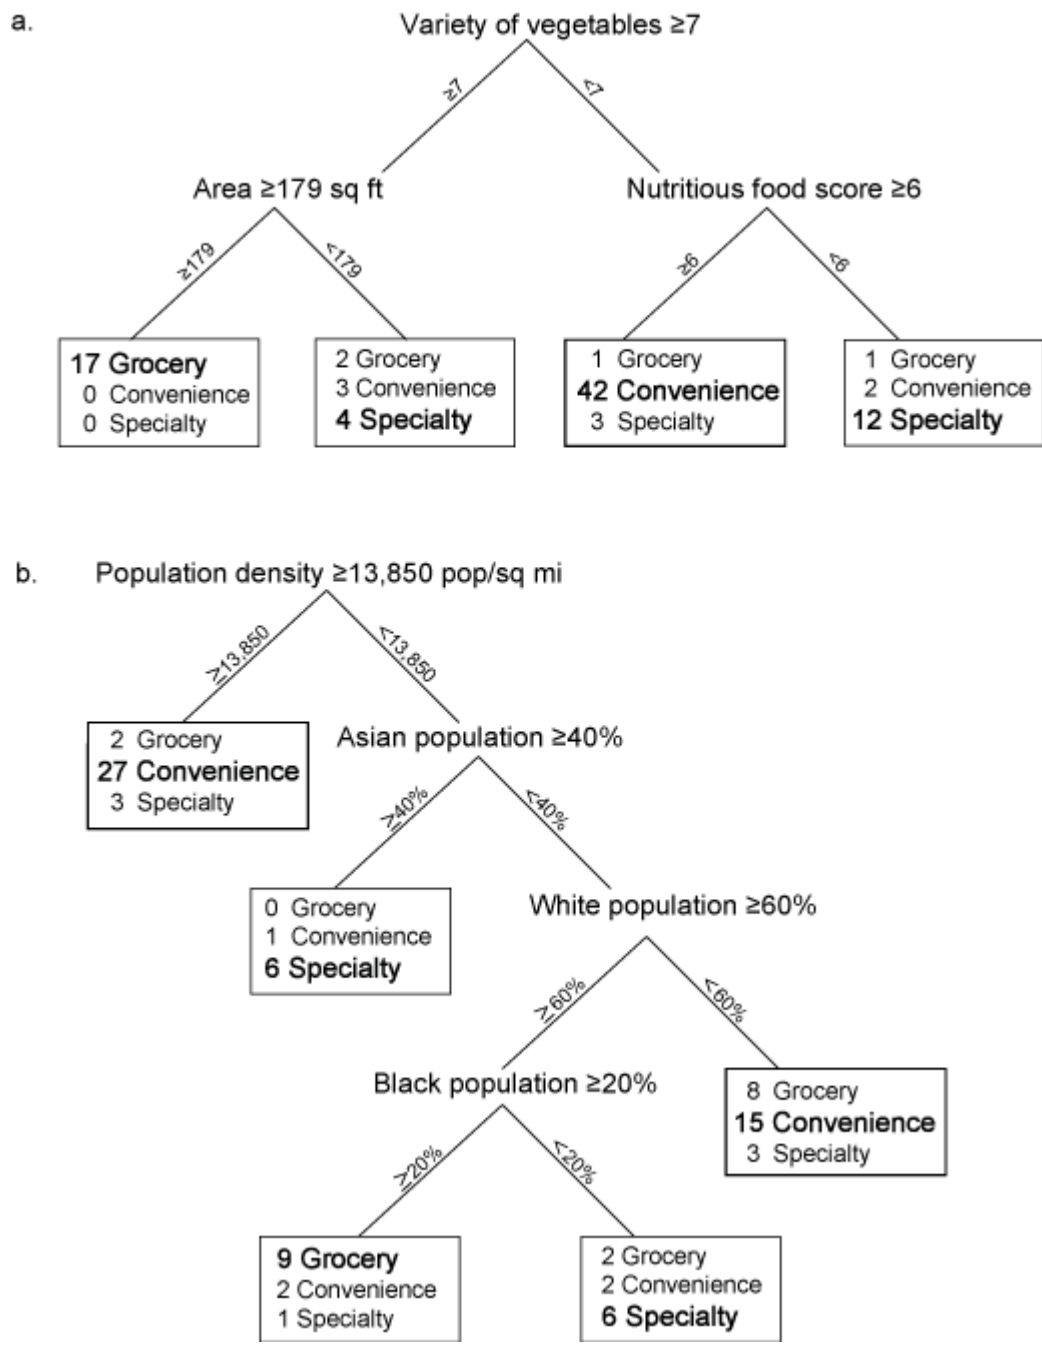 a.
Variety of vegetables ≥7
≥7
<7
Area ≥179 sq ft
Nutritious food score ≥6
≥179
<179
≥6
<6
17 Grocery
0 Convenience
0 Specialty
2 Grocery
3 Convenience
4 Specialty
1 Grocery
42 Convenience
3 Specialty
1 Grocery
2 Convenience
12 Specialty
b.
Population density ≥13,850 pop/sq mi
≥13,850
<13,850
2 Grocery
27 Convenience
3 Specialty
Asian population ≥40%
≥40%
<40%
0 Grocery
1 Convenience
6 Specialty
White population ≥60%
≥60%
<60%
Black population ≥20%
8 Grocery
15 Convenience
3 Specialty
≥20%
<20%
9 Grocery
2 Convenience
1 Specialty
2 Grocery
2 Convenience
6 Specialty